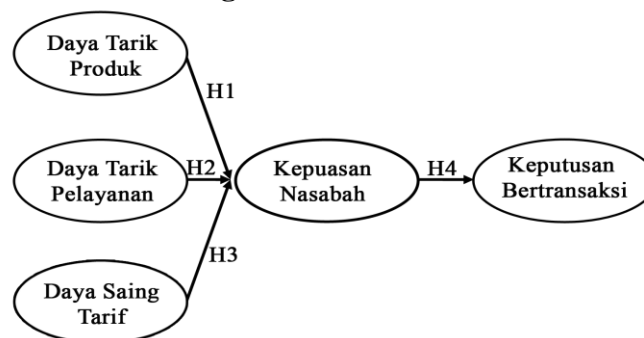 Daya Tarik
Produk
H1
Daya Tarik
Pelayanan
H2
Kepuasan
Nasabah
H4
Keputusan
Bertransaksi
H3
Daya Saing
Tarif